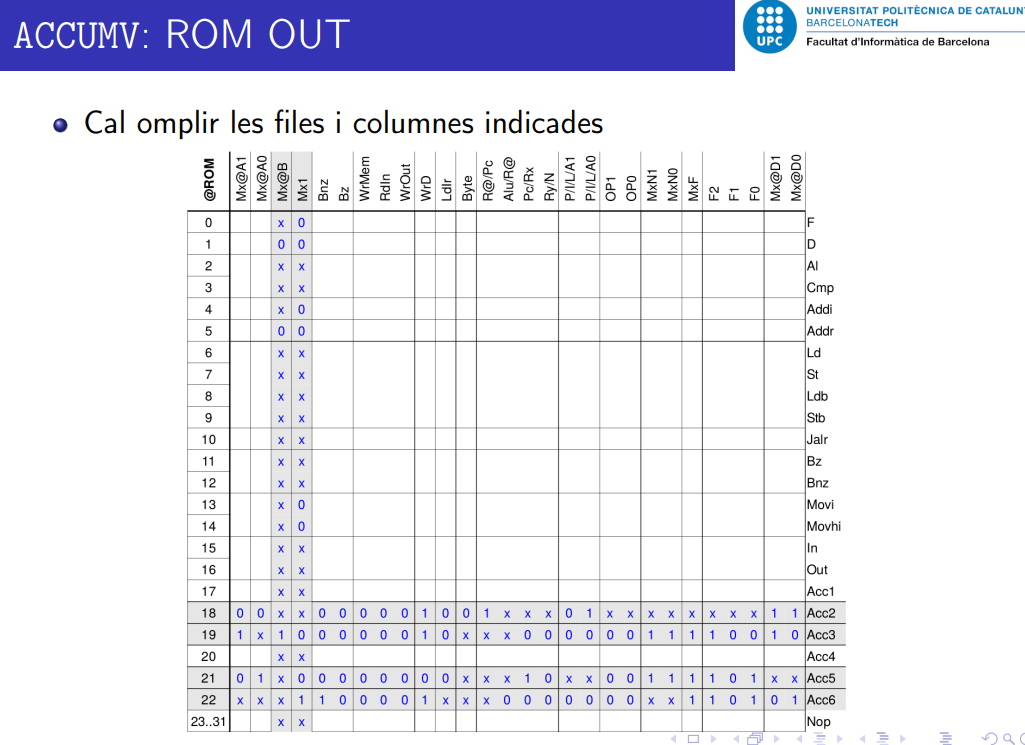 ACCUMV: ROM OUT
UNIVERSITAT POLITÈCNICA DE CATALUN
BARCELONATECH
UPC
Facultat d'Informàtica de Barcelona
Cal omplir les files i columnes indicades
@ROM Mx@A1 Mx@A0 Mx@B Mx1 Bnz Bz WrMem RdIn WrOut WrD LdIr Byte R@/Pc Alu/R@ Pc/Rx Ry/N P/I/L/A1 P/I/L/A0 OP1 OP0 MxN1 MxN0 MxF F2 F1 F0 Mx@D1 Mx@D0
0 x 0 F
1 0 0 D
2 x x Al
3 x x Cmp
4 x 0 Addi
5 0 0 Addr
6 x x Ld
7 x x St
8 x x Ldb
9 x x Stb
10 x x Jalr
11 x x Bz
12 x x Bnz
13 x 0 Movi
14 x 0 Movhi
15 x x In
16 x x Out
17 x x Acc1
18 0 0 x x 0 0 0 0 0 1 0 0 1 x x x 0 1 x x x x x x x x 1 1 Acc2
19 1 x 1 0 0 0 0 0 0 1 0 x x x 0 0 0 0 0 0 1 1 1 1 0 0 1 0 Acc3
20 x x Acc4
21 0 1 x 0 0 0 0 0 0 0 0 x x x 1 0 x x 0 0 1 1 1 1 0 1 x x Acc5
22 x x x 1 1 0 0 0 0 1 x x x 0 0 0 0 0 0 0 x x 1 1 0 1 0 1 Acc6
23..31 x x Nop